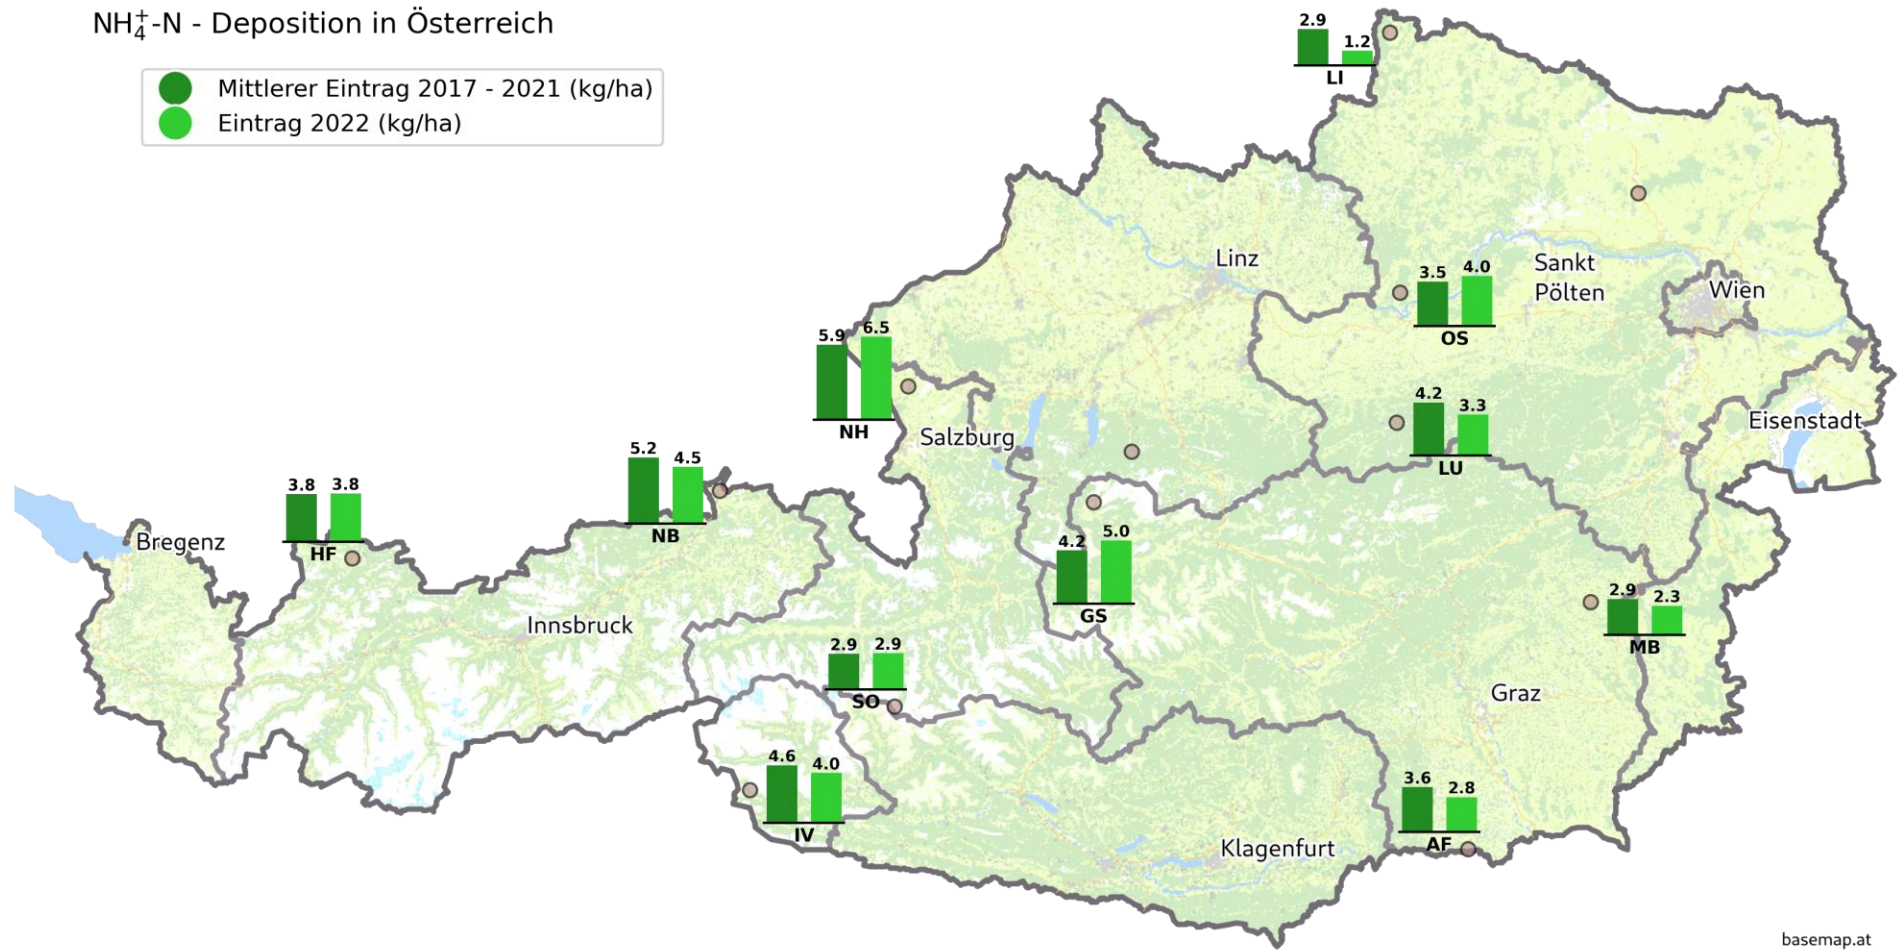 NH₄⁺-N - Deposition in Österreich
Mittlerer Eintrag 2017 - 2021 (kg/ha)
Eintrag 2022 (kg/ha)
2.9 1.2
LI
Linz
3.5 4.0
OS
Sankt
Pölten
Wien
5.9 6.5
NH
4.2 3.3
LU
Eisenstadt
Salzburg
5.2 4.5
NB
3.8 3.8
HF
Bregenz
4.2 5.0
GS
Innsbruck
2.9 2.3
MB
2.9 2.9
SO
Graz
4.6 4.0
IV
3.6 2.8
AF
Klagenfurt
basemap.at